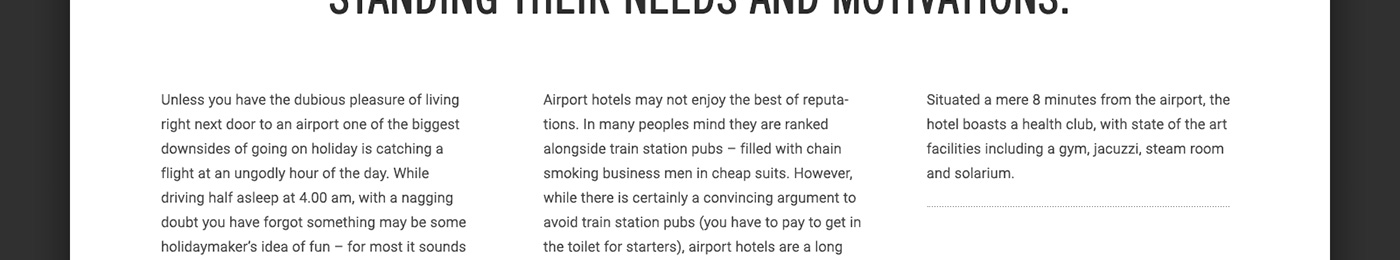 STANDING THEIR NEEDS AND MOTIVATIONS.
Unless you have the dubious pleasure of living
right next door to an airport one of the biggest
downsides of going on holiday is catching a
flight at an ungodly hour of the day. While
driving half asleep at 4.00 am, with a nagging
doubt you have forgot something may be some
holidaymaker’s idea of fun – for most it sounds
Airport hotels may not enjoy the best of reputa-
tions. In many peoples mind they are ranked
alongside train station pubs – filled with chain
smoking business men in cheap suits. However,
while there is certainly a convincing argument to
avoid train station pubs (you have to pay to get in
the toilet for starters), airport hotels are a long
Situated a mere 8 minutes from the airport, the
hotel boasts a health club, with state of the art
facilities including a gym, jacuzzi, steam room
and solarium.